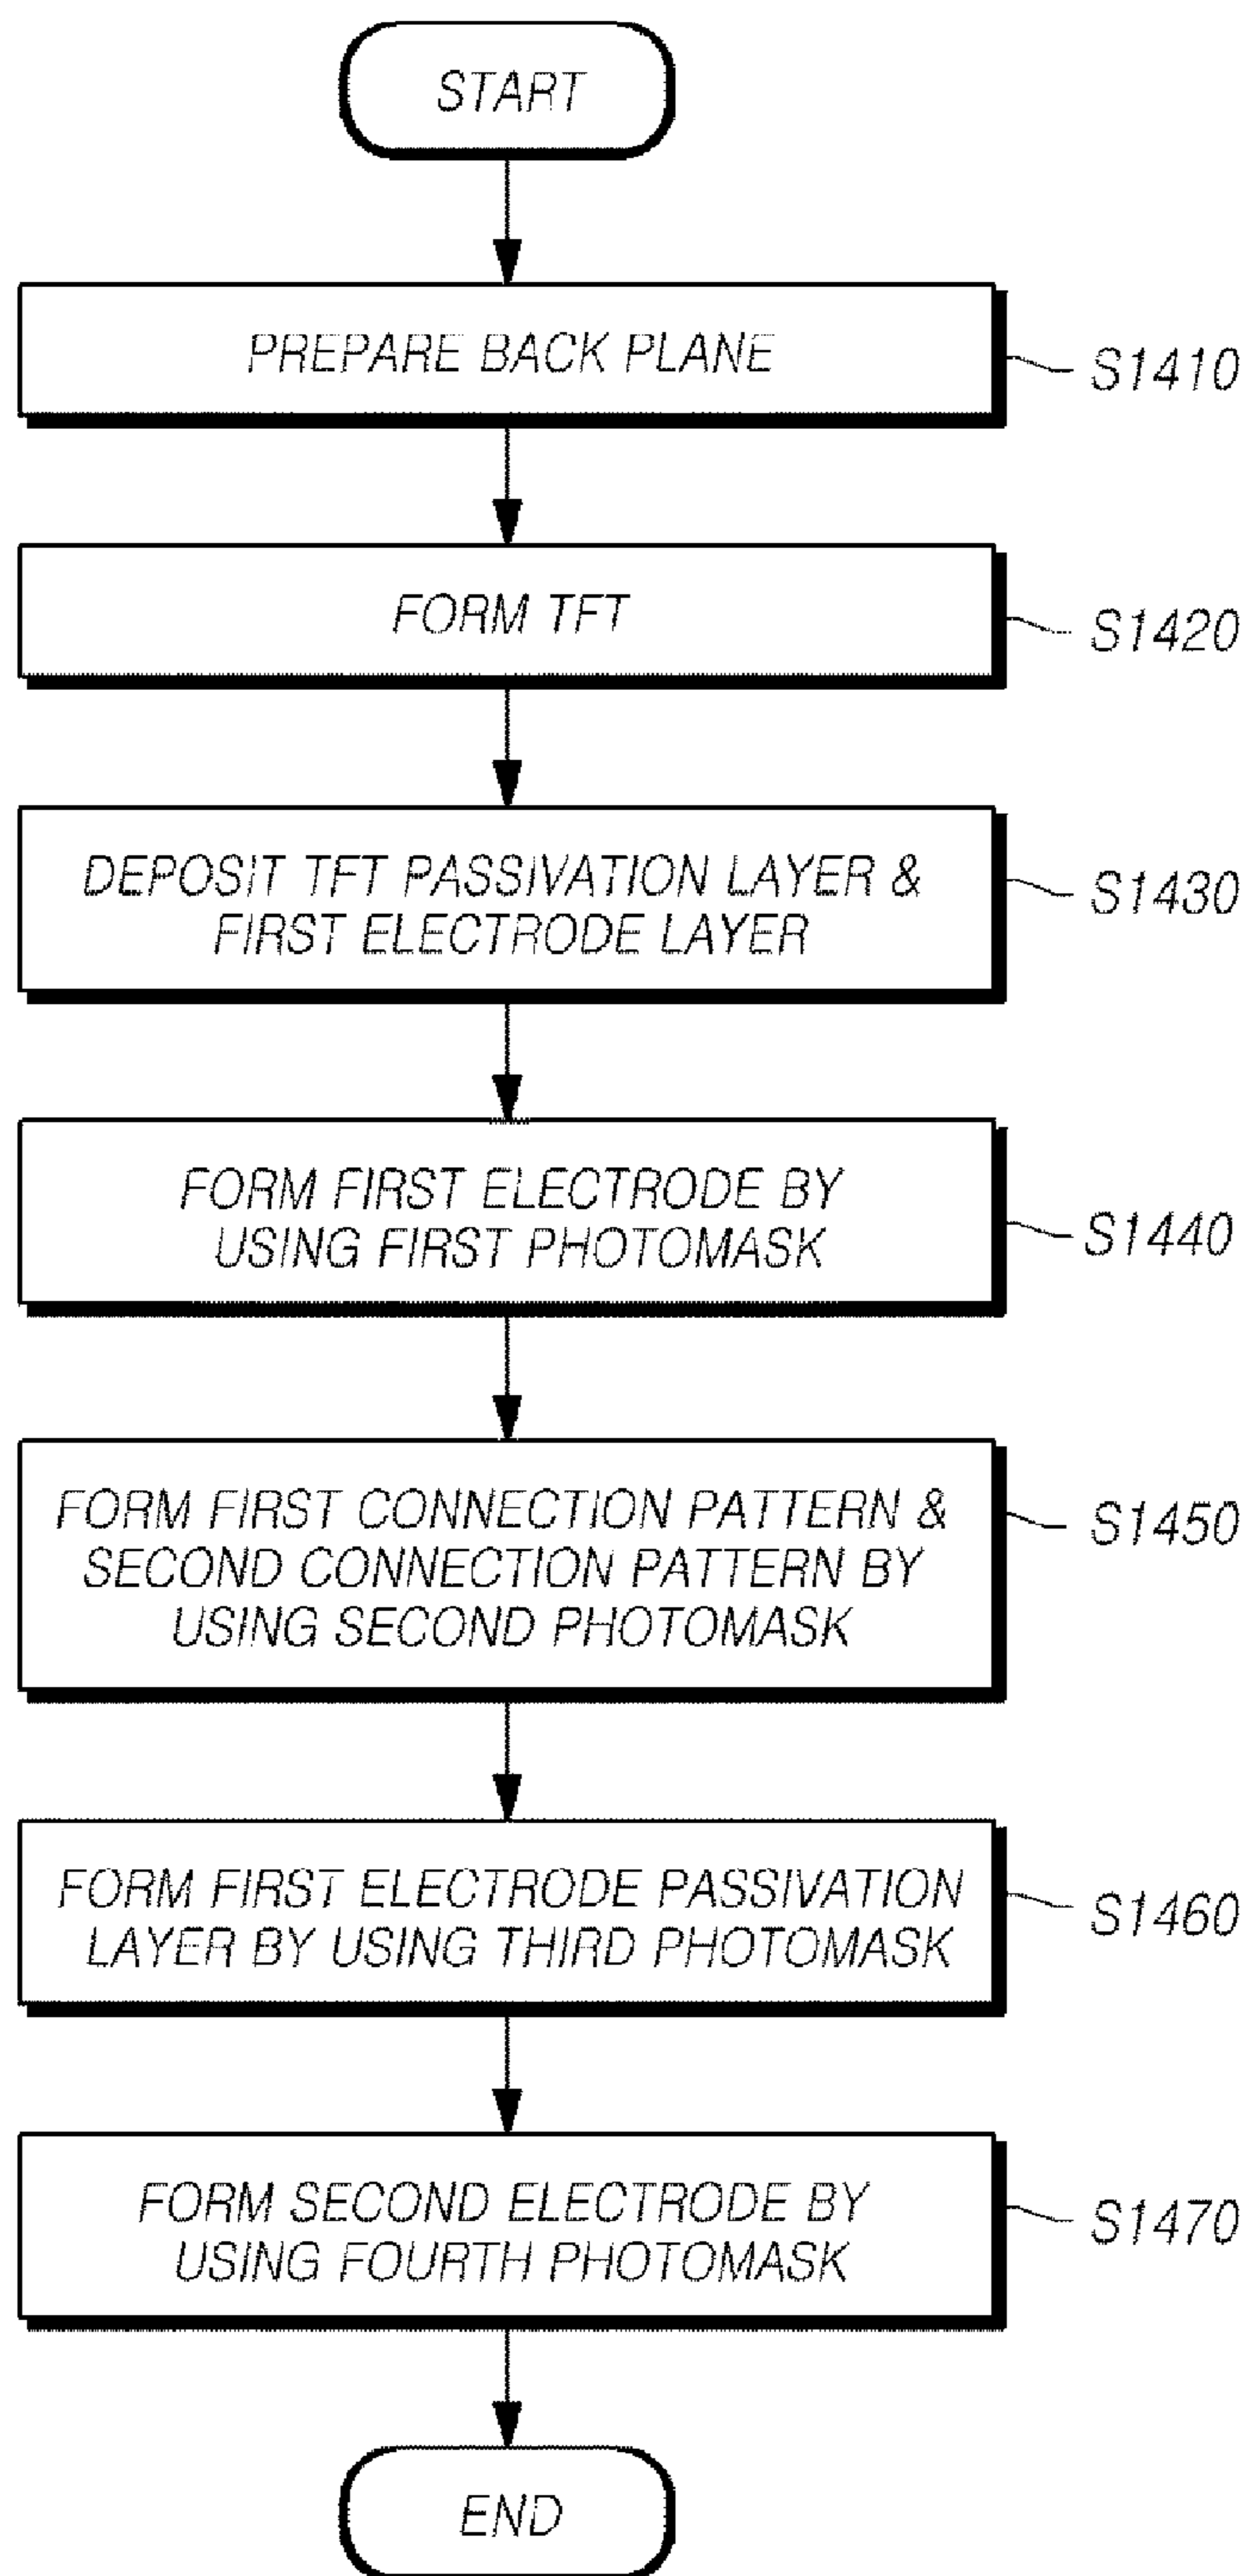 START
PREPARE BACK PLANE
S1410
FORM TFT
S1420
DEPOSIT TFT PASSIVATION LAYER &
FIRST ELECTRODE LAYER
S1430
FORM FIRST ELECTRODE BY
USING FIRST PHOTOMASK
S1440
FORM FIRST CONNECTION PATTERN &
SECOND CONNECTION PATTERN BY
USING SECOND PHOTOMASK
S1450
FORM FIRST ELECTRODE PASSIVATION
LAYER BY USING THIRD PHOTOMASK
S1460
FORM SECOND ELECTRODE BY
USING FOURTH PHOTOMASK
S1470
END